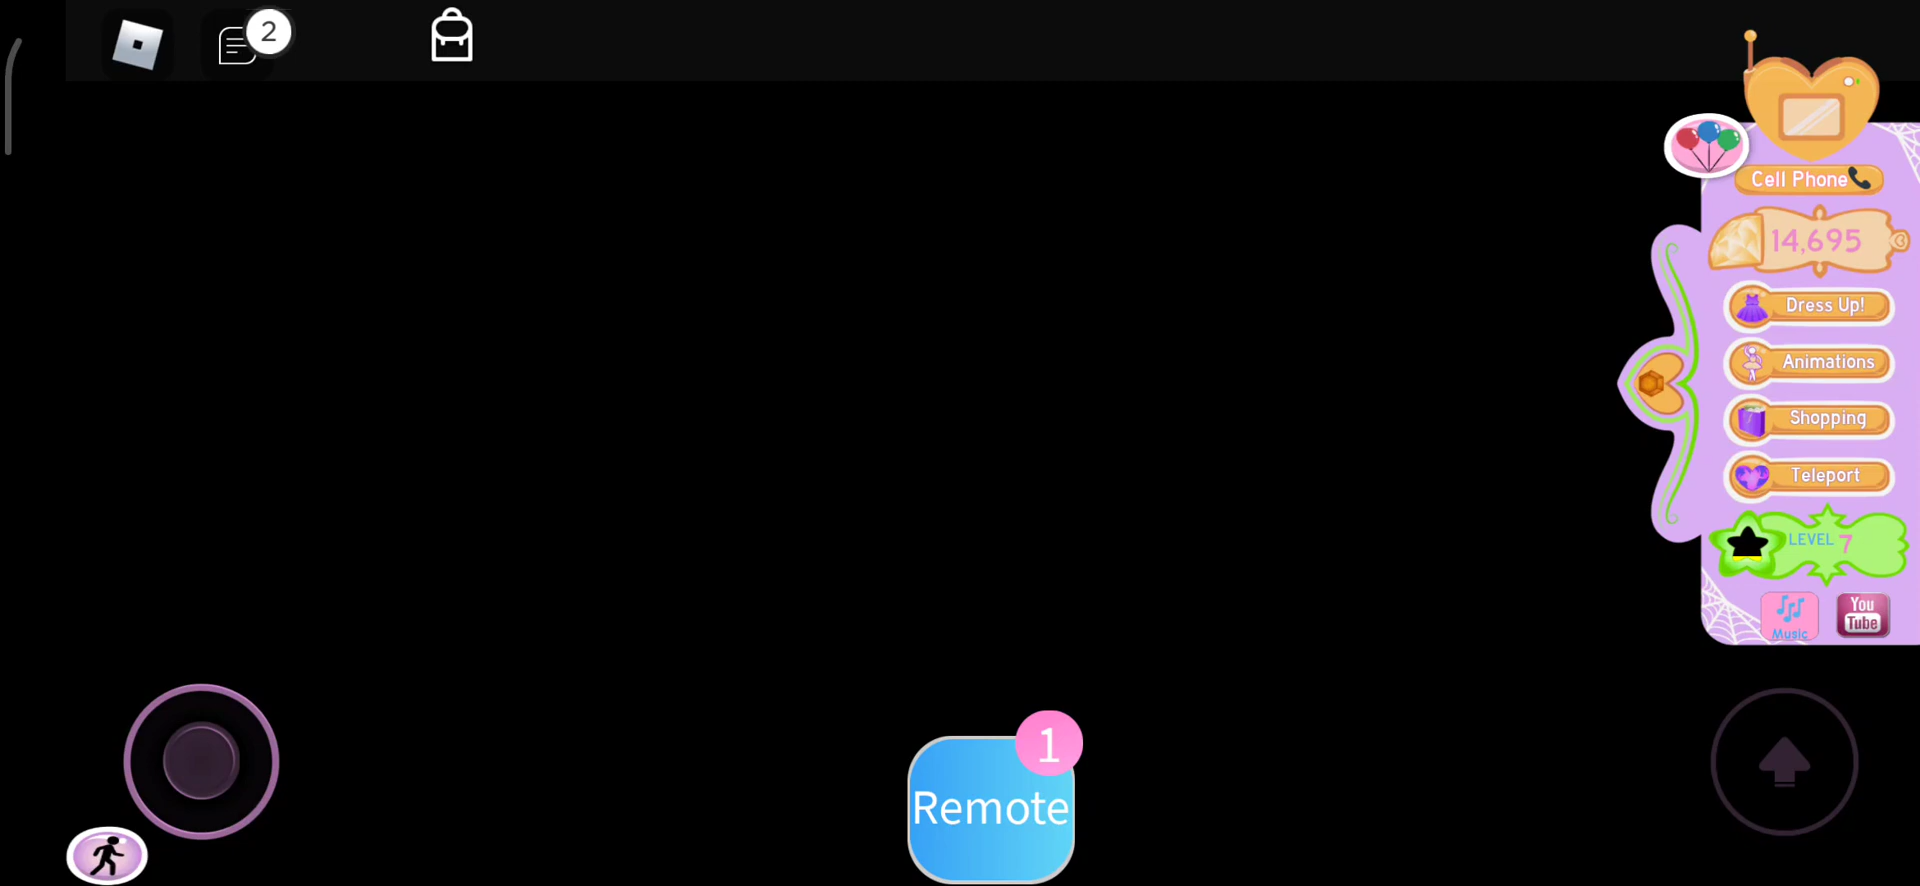 2
Cell Phone
14,695
Dress Up!
Animations
Shopping
Teleport
LEVEL 7
Music
You
Tube
1
Remote